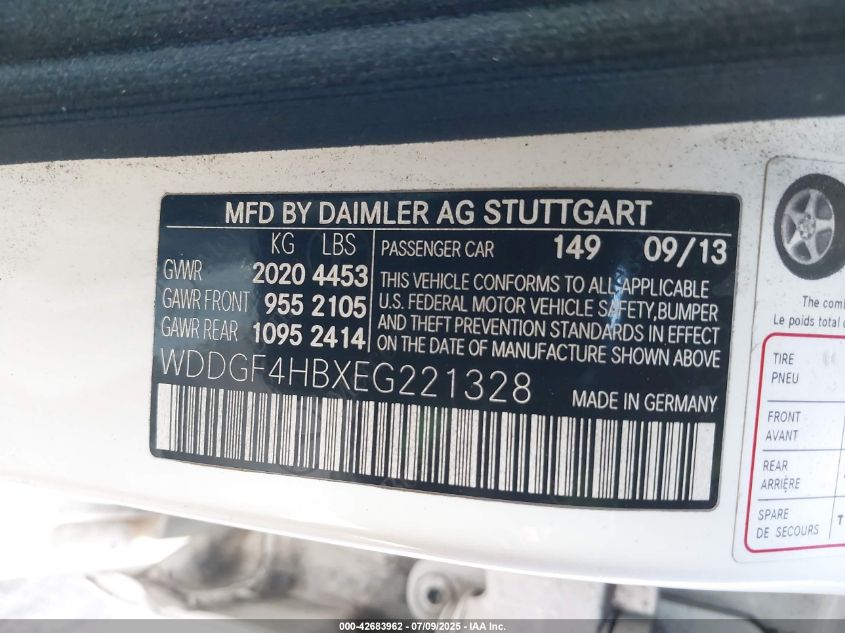 MFD BY DAIMLER AG STUTTGART
KG LBS
GVWR 2020 4453
GAWR FRONT 955 2105
GAWR REAR 1095 2414
PASSENGER CAR 149 09/13
THIS VEHICLE CONFORMS TO ALL APPLICABLE
U.S. FEDERAL MOTOR VEHICLE SAFETY, BUMPER
AND THEFT PREVENTION STANDARDS IN EFFECT
ON THE DATE OF MANUFACTURE SHOWN ABOVE
WDDGF4HBXEG221328
MADE IN GERMANY
The
Le poids total
TIRE
PNEU
FRONT
AVANT
REAR
ARRIÈRE
SPARE
DE SECOURS
000-42683962 - 07/09/2025 - IAA Inc.